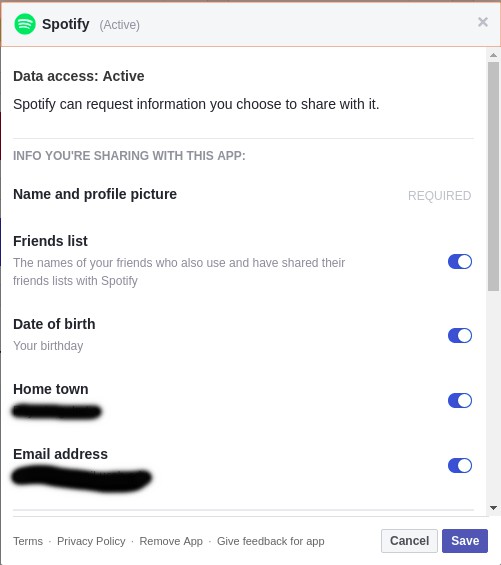 Spotify (Active)
Data access: Active
Spotify can request information you choose to share with it.
INFO YOU'RE SHARING WITH THIS APP:
Name and profile picture REQUIRED
Friends list
The names of your friends who also use and have shared their
friends lists with Spotify
Date of birth
Your birthday
Home town
Email address
Terms · Privacy Policy · Remove App · Give feedback for app Cancel Save